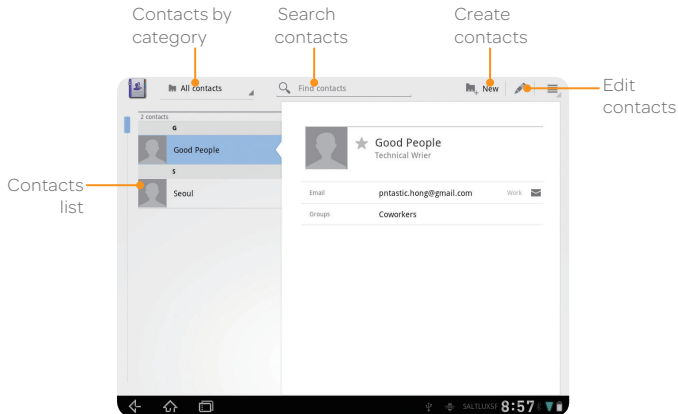 Contacts by
category
Search
contacts
Create
contacts
Edit
contacts
All contacts
Find contacts
New
2 contacts
G
Good People
S
Seoul
Contacts
list
Good People
Technical Wrier
Email pntastic.hong@gmail.com Work
Groups Coworkers
SALTLUXSF 8:57